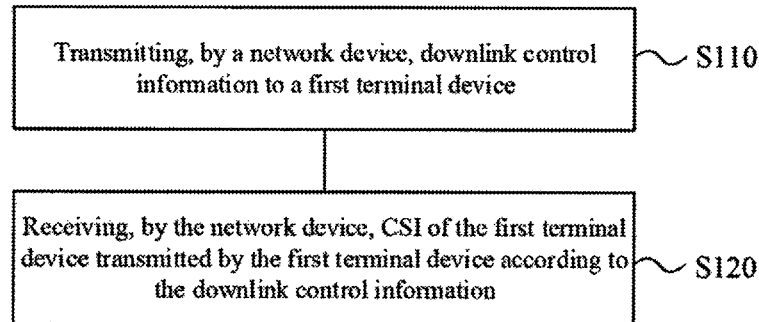 Transmitting, by a network device, downlink control
information to a first terminal device
S110
Receiving, by the network device, CSI of the first terminal
device transmitted by the first terminal device according to
the downlink control information
S120